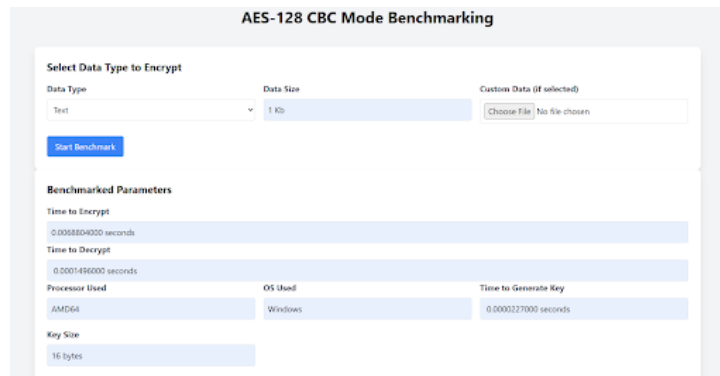 AES-128 CBC Mode Benchmarking
Select Data Type to Encrypt
Data Type Data Size Custom Data (if selected)
Text 1 Kb Choose File No file chosen
Start Benchmark
Benchmarked Parameters
Time to Encrypt
0.0068804000 seconds
Time to Decrypt
0.0001496000 seconds
Processor Used OS Used Time to Generate Key
AMD64 Windows 0.0000227000 seconds
Key Size
16 bytes